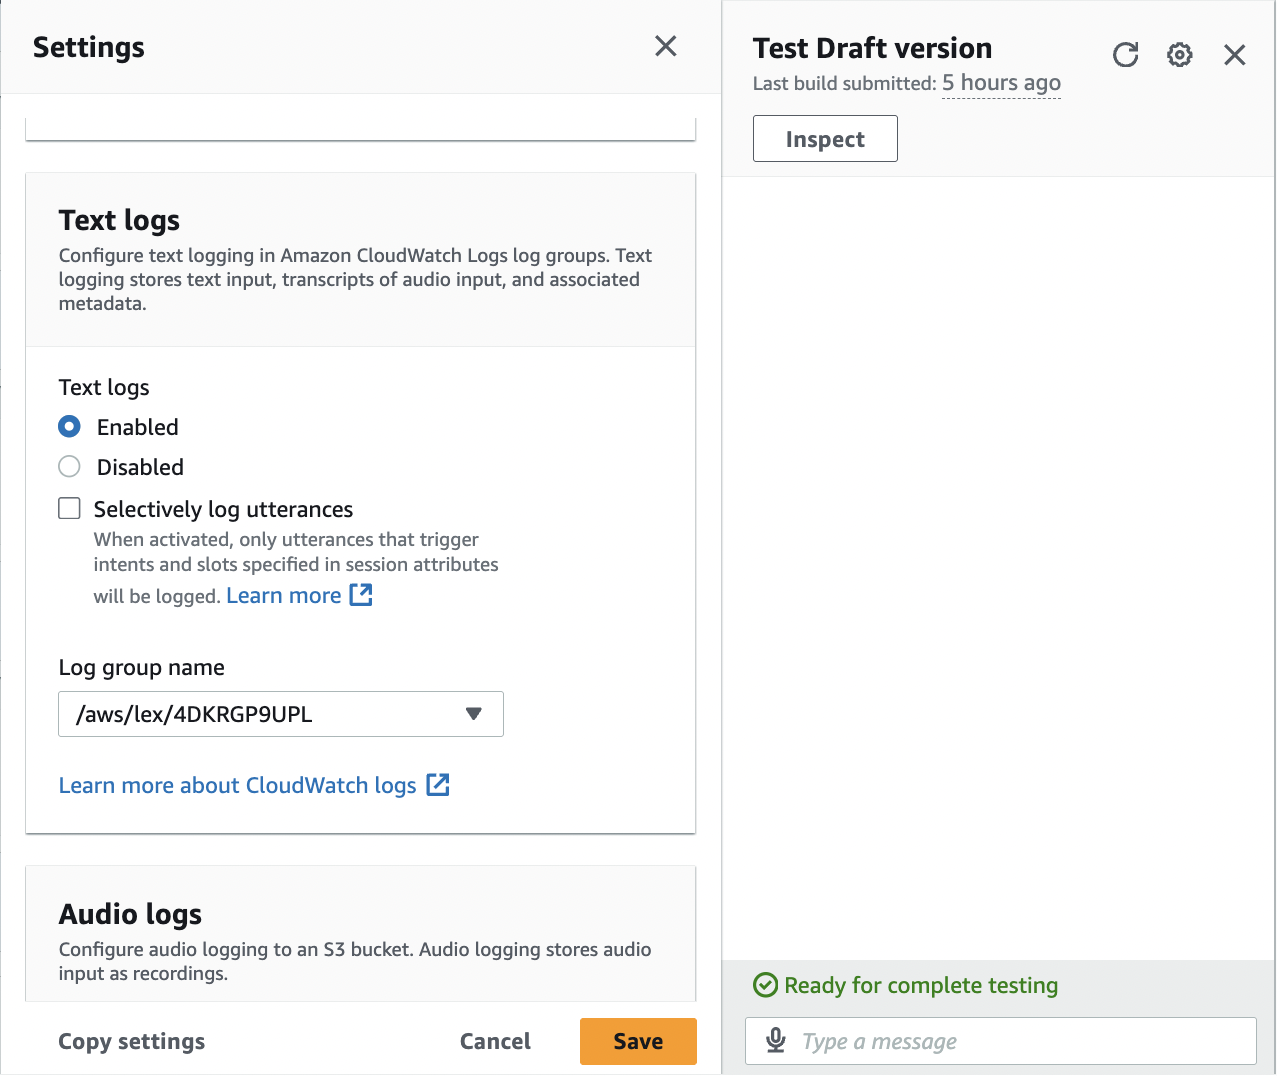 Settings
Text logs
Configure text logging in Amazon CloudWatch Logs log groups. Text
logging stores text input, transcripts of audio input, and associated
metadata.
Text logs
Enabled
Disabled
Selectively log utterances
When activated, only utterances that trigger
intents and slots specified in session attributes
will be logged. Learn more
Log group name
/aws/lex/4DKRGP9UPL
Learn more about CloudWatch logs
Audio logs
Configure audio logging to an S3 bucket. Audio logging stores audio
input as recordings.
Copy settings
Cancel
Save
Test Draft version
Last build submitted: 5 hours ago
Inspect
Ready for complete testing
Type a message